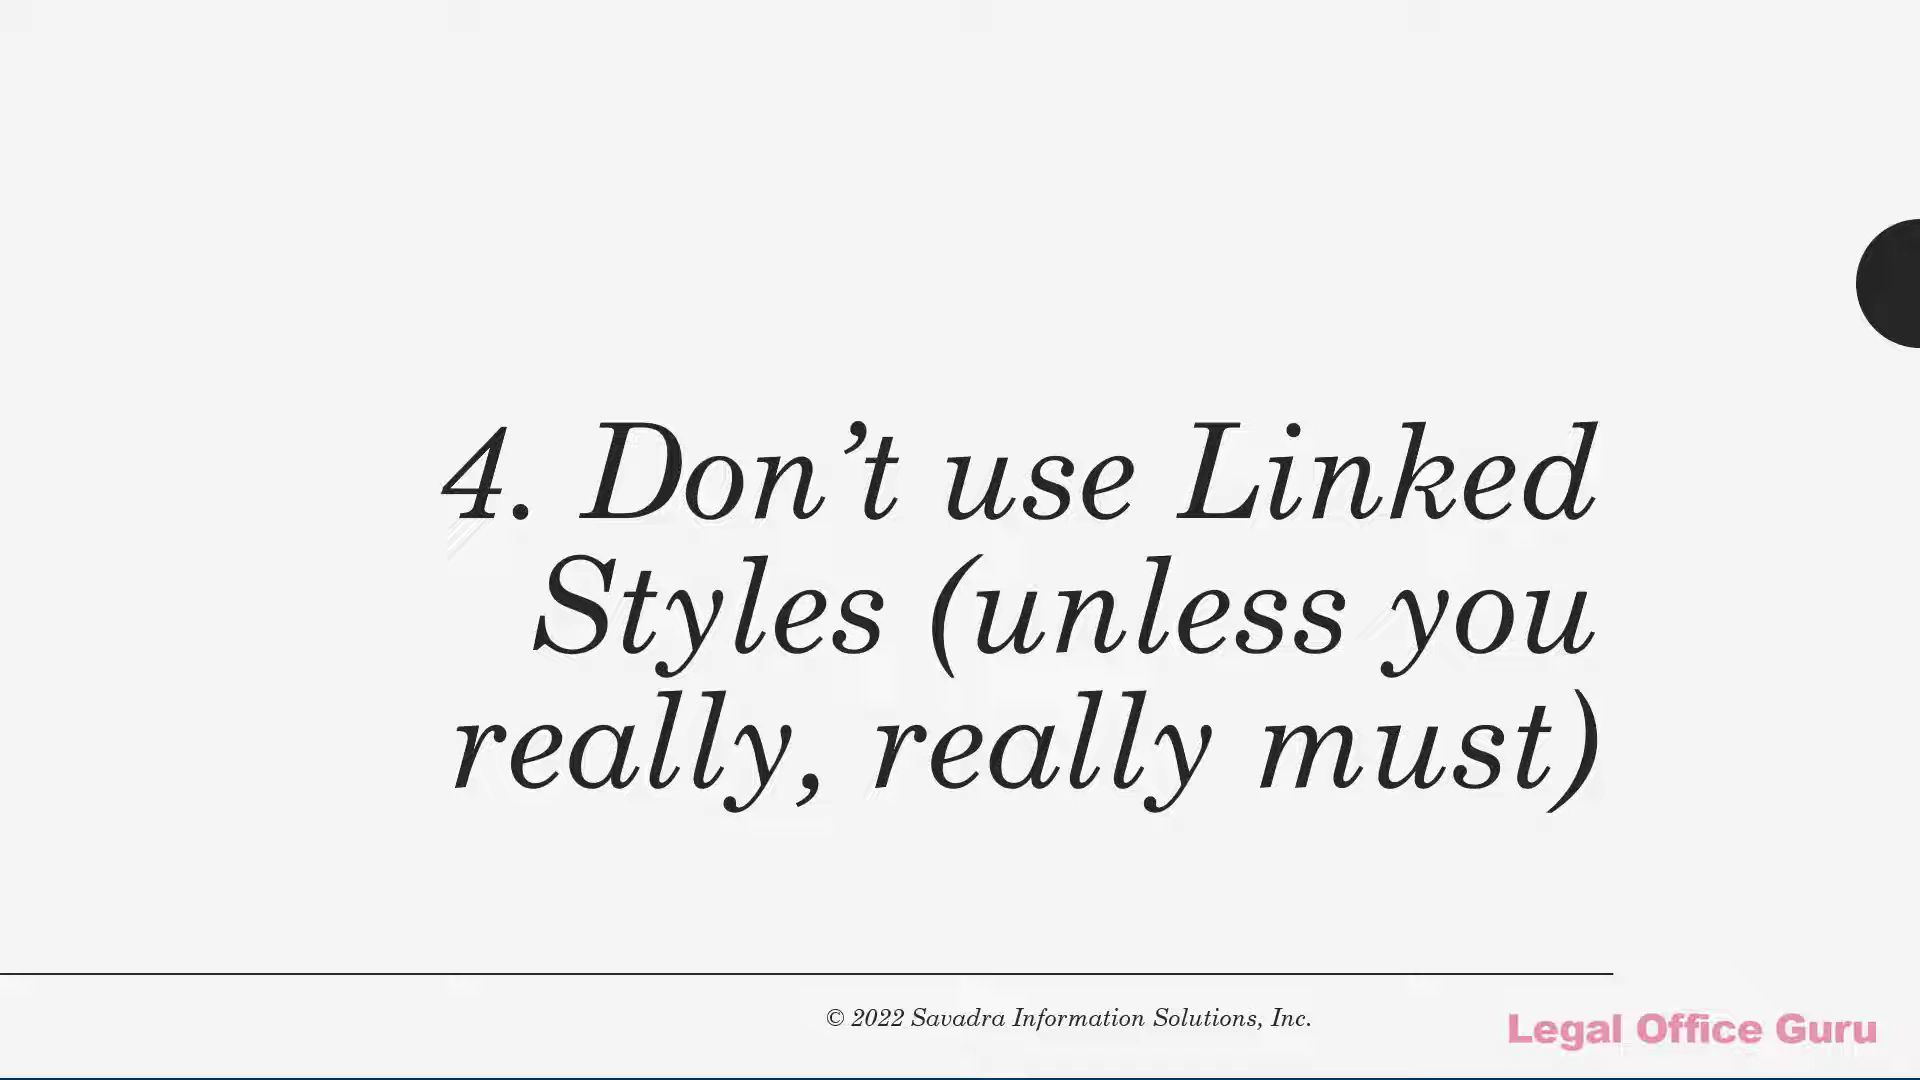 4. Don’t use Linked
Styles (unless you
really, really must)
© 2022 Savadra Information Solutions, Inc.
Legal Office Guru